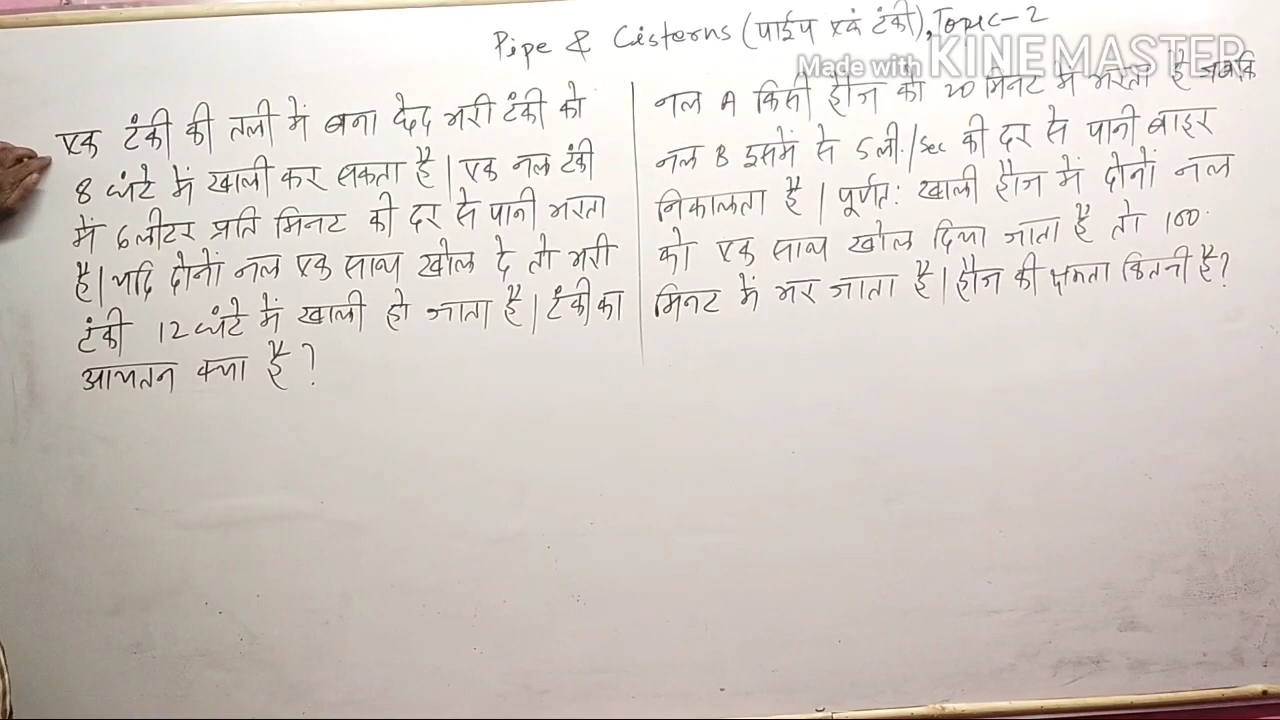 Pipe & Cisterns (पाईप एवं टंकी), Topic-2
Made with KINEMASTER
एक टंकी की तली में बना छेद भरी टंकी को
8 घंटे में खाली कर सकता है। एक नल टंकी
में 6 लीटर प्रति मिनट की दर से पानी भरता
है। यदि दोनों नल एक साथ खोल दे तो भरी
टंकी 12 घंटे में खाली हो जाता है। टंकी का
आयतन क्या है?
नल A किसी हौज को 20 मिनट में भरता है जबकि
नल B इसमें से 5 ली./sec की दर से पानी बाहर
निकालता है। पूर्णत: खाली हौज में दोनों नल
को एक साथ खोल दिया जाता है तो 100
मिनट में भर जाता है। हौज की क्षमता कितनी है?